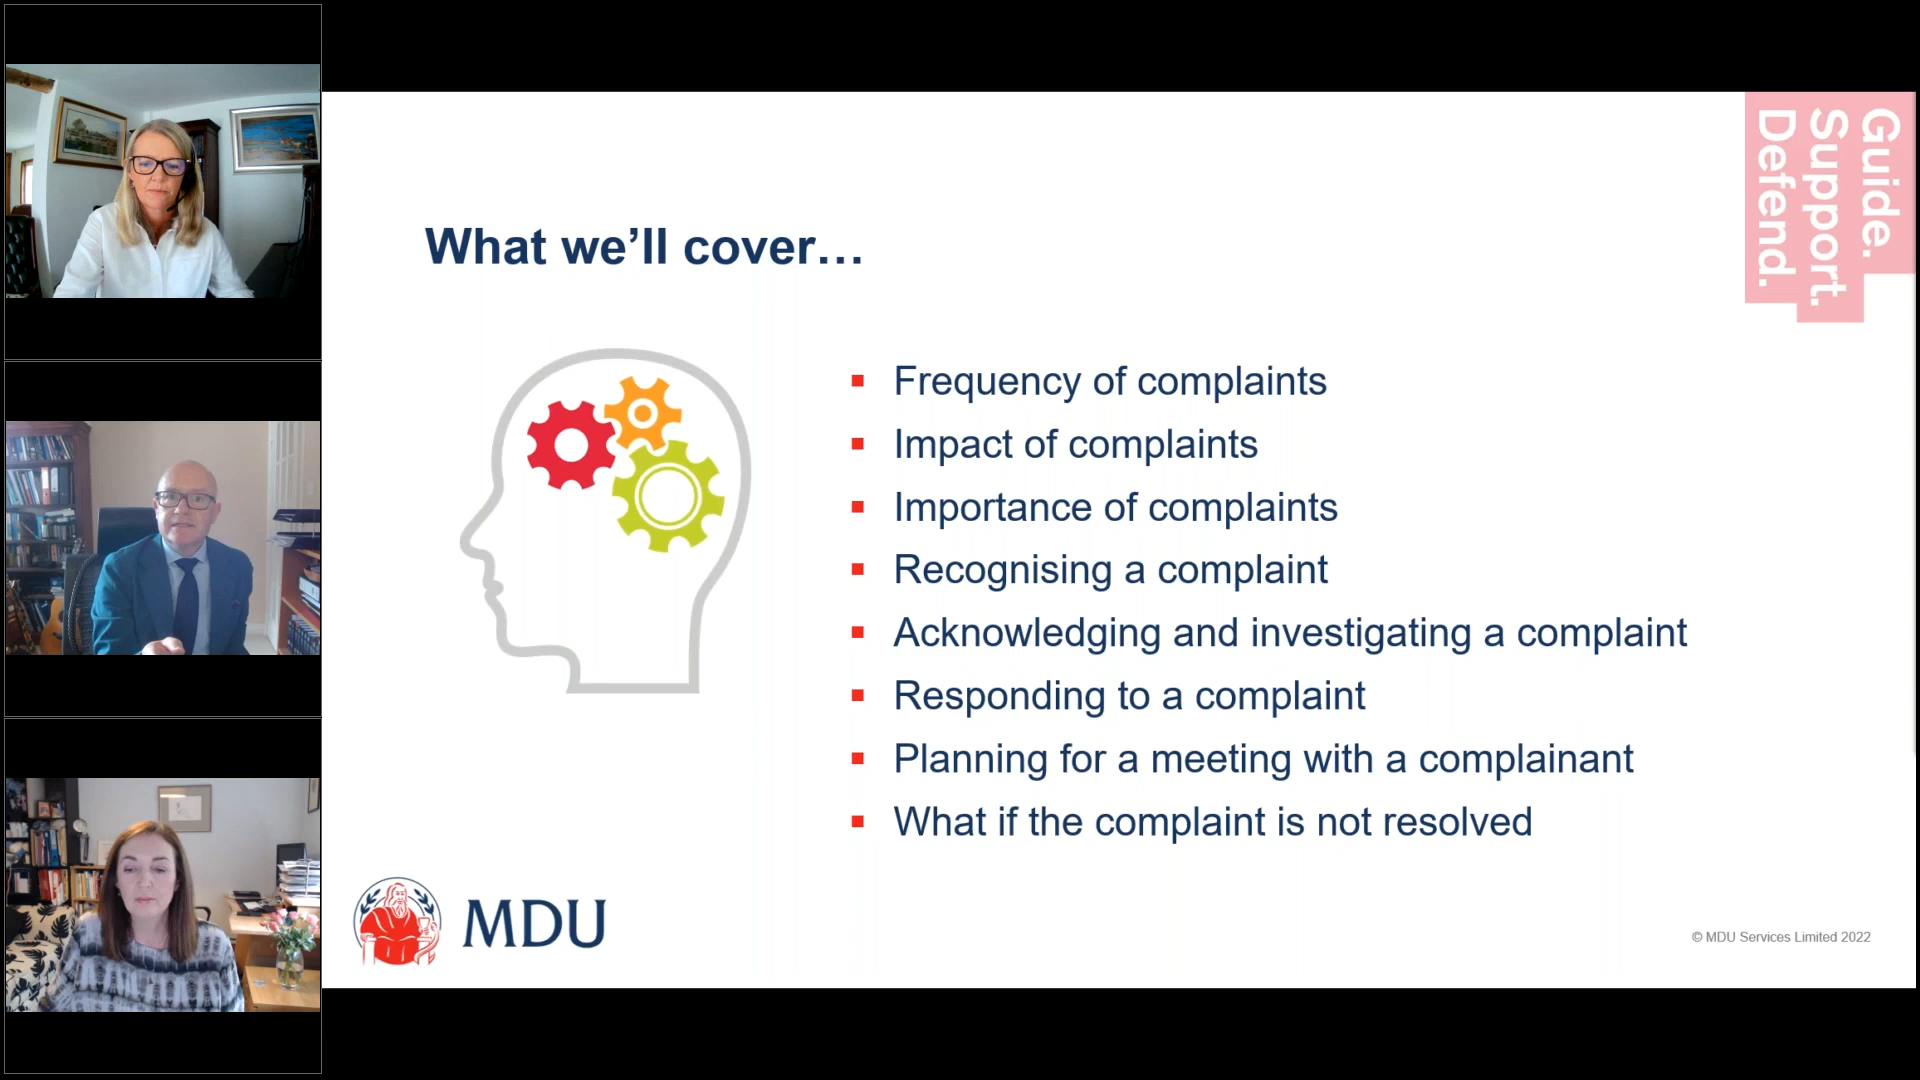 What we’ll cover…
Frequency of complaints
Impact of complaints
Importance of complaints
Recognising a complaint
Acknowledging and investigating a complaint
Responding to a complaint
Planning for a meeting with a complainant
What if the complaint is not resolved
Guide.
Support.
Defend.
MDU
© MDU Services Limited 2022